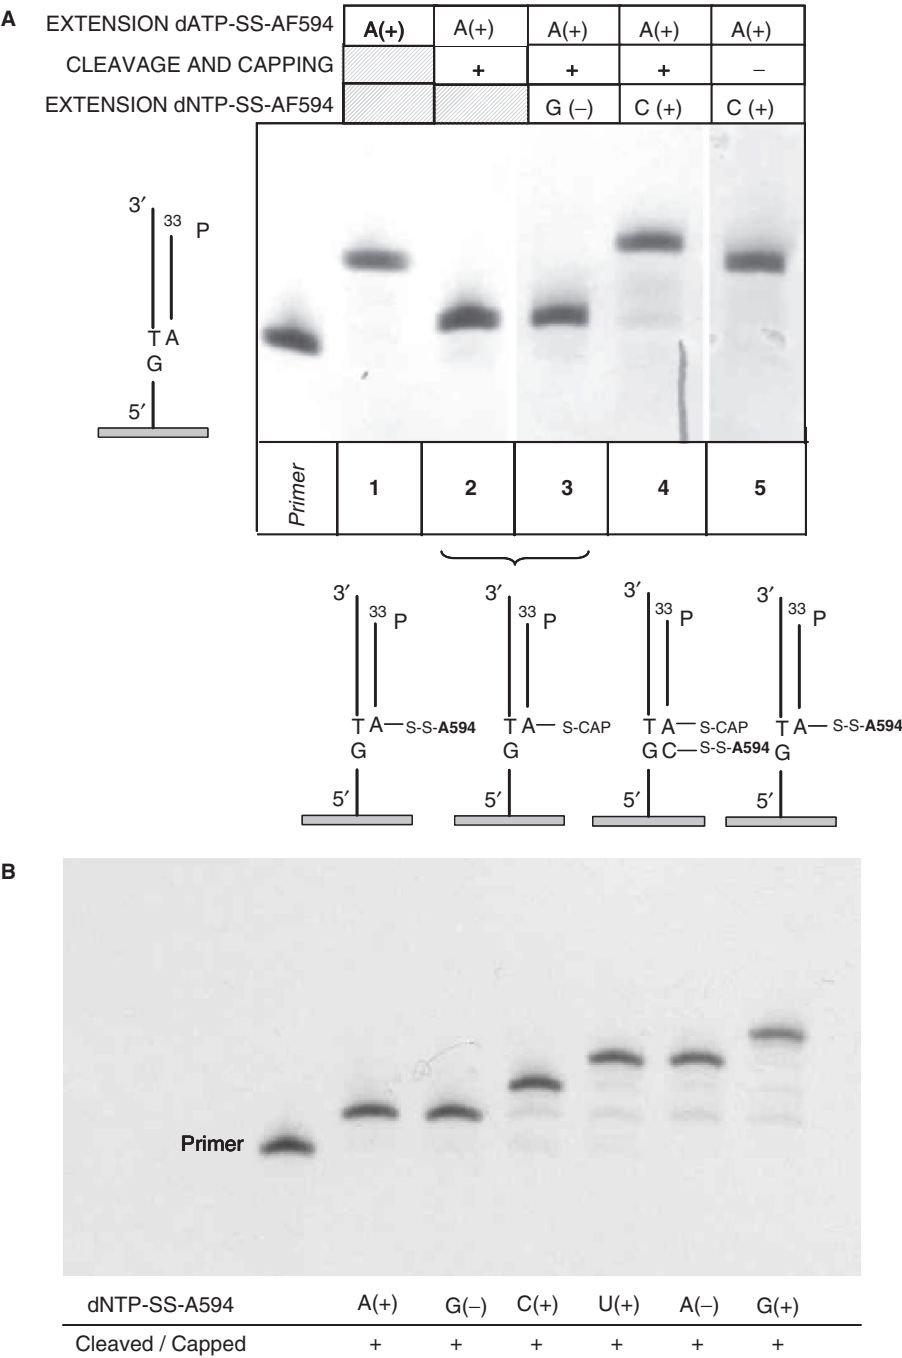 A
EXTENSION dATP-SS-AF594 A(+) A(+) A(+) A(+) A(+)
CLEAVAGE AND CAPPING + + + –
EXTENSION dNTP-SS-AF594 G (–) C (+) C (+)
3′ 33 P
T A
G
5′
Primer 1 2 3 4 5
3′ 33 P 3′ 33 P 3′ 33 P 3′ 33 P
T A S-S-A594 T A S-CAP T A S-CAP T A S-S-A594
G G G C S-S-A594 G
5′ 5′ 5′ 5′
B
Primer
dNTP-SS-A594 A(+) G(–) C(+) U(+) A(–) G(+)
Cleaved / Capped + + + + + +